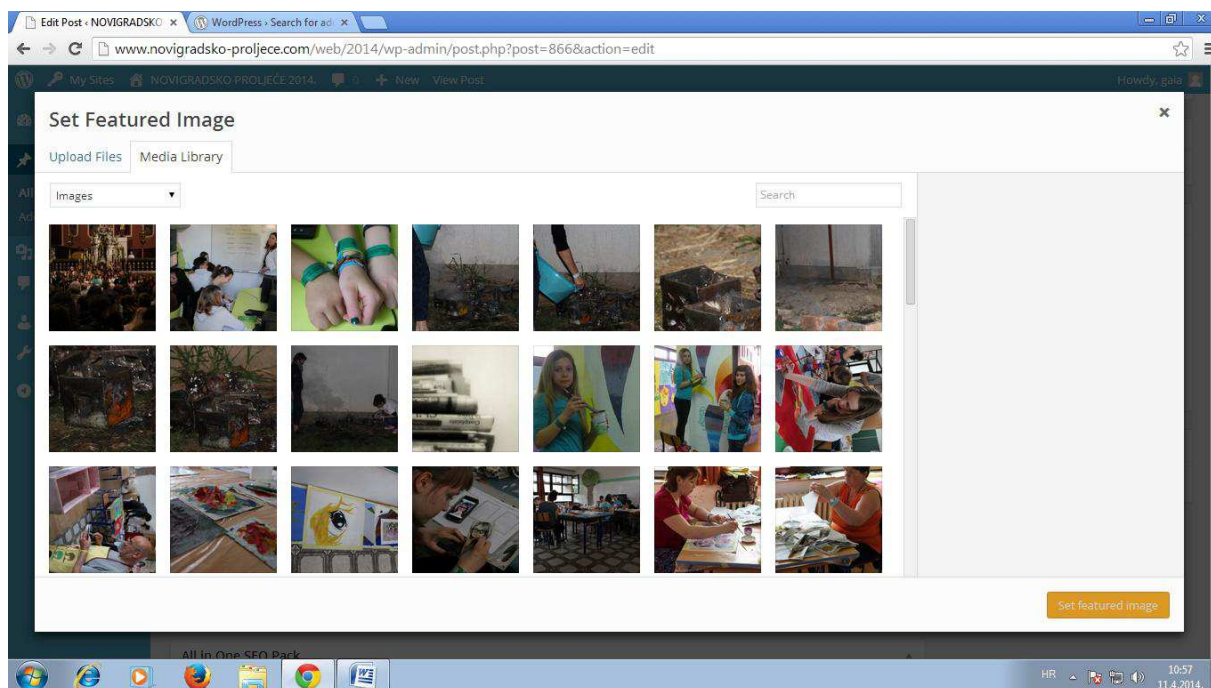 Edit Post ‹ NOVIGRADSKO
WordPress › Search for ad
www.novigradsko-proljece.com/web/2014/wp-admin/post.php?post=866&action=edit
My Sites NOVIGRADSKO PROLJEĆE 2014. 0 + New View Post
Howdy, gaia
Set Featured Image
Upload Files Media Library
Images
Search
All
Ad
Set featured image
All in One SEO Pack
HR
10:57
11.4.2014.